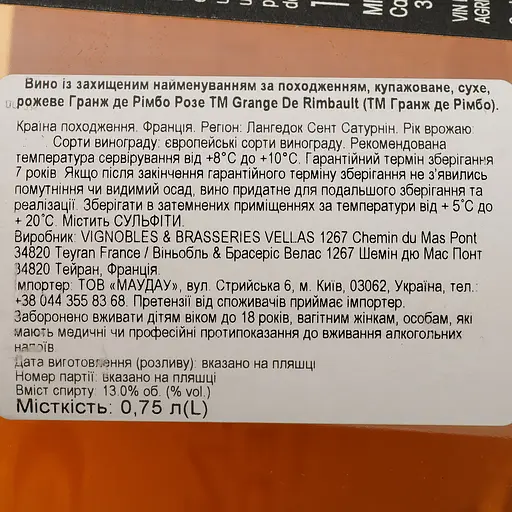 VIN
AGRI
Вино із захищеним найменуванням за походженням, купажоване, сухе,
рожеве Гранж де Рімбо Розе ТМ Grange De Rimbault (ТМ Гранж де Рімбо).
Країна походження. Франція. Регіон: Лангедок Сент Сатурнін. Рік врожаю:
Сорти винограду: європейські сорти винограду. Рекомендована
температура сервірування від +8°С до +10°С. Гарантійний термін зберігання
7 років. Якщо після закінчення гарантійного терміну зберігання не з'явились
помутніння чи видимий осад, вино придатне для подальшого зберігання та
реалізації. Зберігати в затемнених приміщеннях за температури від + 5°С до
+ 20°С. Містить СУЛЬФІТИ.
Виробник: VIGNOBLES & BRASSERIES VELLAS 1267 Chemin du Mas Pont
34820 Teyran France / Віньобль & Брасеріє Велас 1267 Шемін дю Мас Понт
34820 Тейран, Франція.
Імпортер: ТОВ «МАУДАУ», вул. Стрийська 6, м. Київ, 03062, Україна, тел.:
+38 044 355 83 68. Претензії від споживачів приймає імпортер.
Заборонено вживати дітям віком до 18 років, вагітним жінкам, особам, які
мають медичні чи професійні протипоказання до вживання алкогольних
напоїв.
Дата виготовлення (розливу): вказано на пляшці
Номер партії: вказано на пляшці
Вміст спирту: 13.0% об. (% vol.)
Місткість: 0,75 л(L)